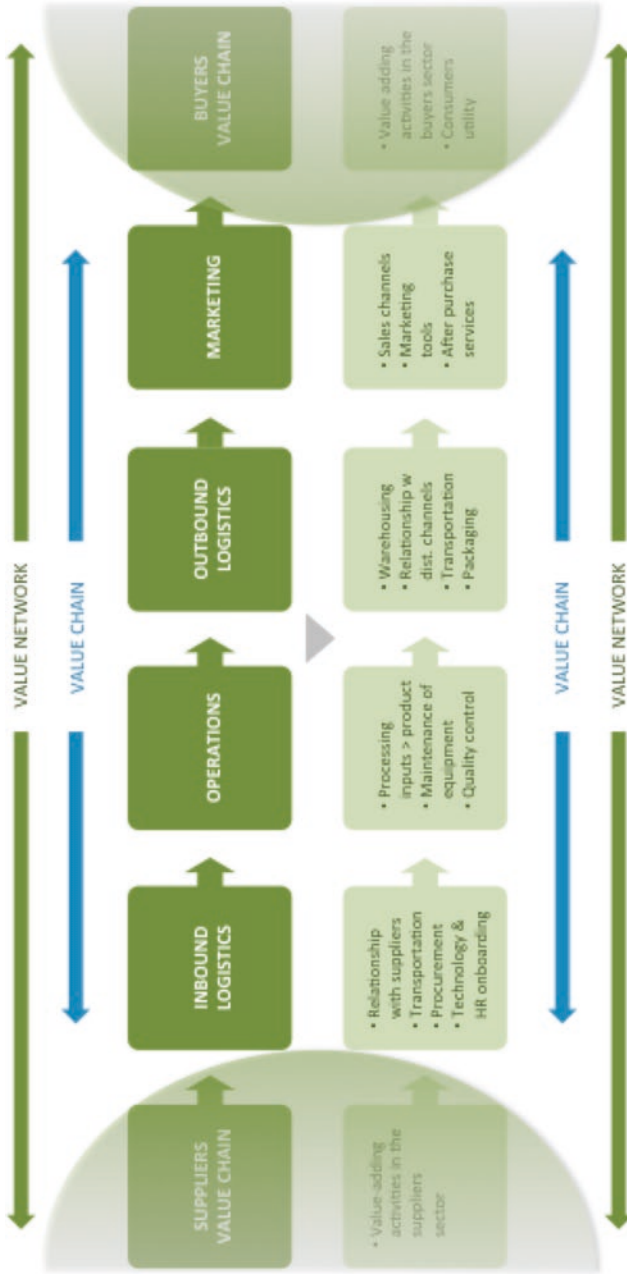 VALUE NETWORK
VALUE CHAIN
SUPPLIERS
VALUE CHAIN
INBOUND
LOGISTICS
OPERATIONS
OUTBOUND
LOGISTICS
MARKETING
BUYERS
VALUE CHAIN
• Value-adding
activities in the
suppliers
sector
• Relationship
with suppliers
• Transportation
• Procurement
• Technology &
HR onboarding
• Processing
inputs > product
• Maintenance of
equipment
• Quality control
• Warehousing
• Relationship w
dist. channels
• Transportation
• Packaging
• Sales channels
• Marketing
tools
• After purchase
services
• Value adding
activities in the
buyers sector
• Consumers
utility
VALUE CHAIN
VALUE NETWORK